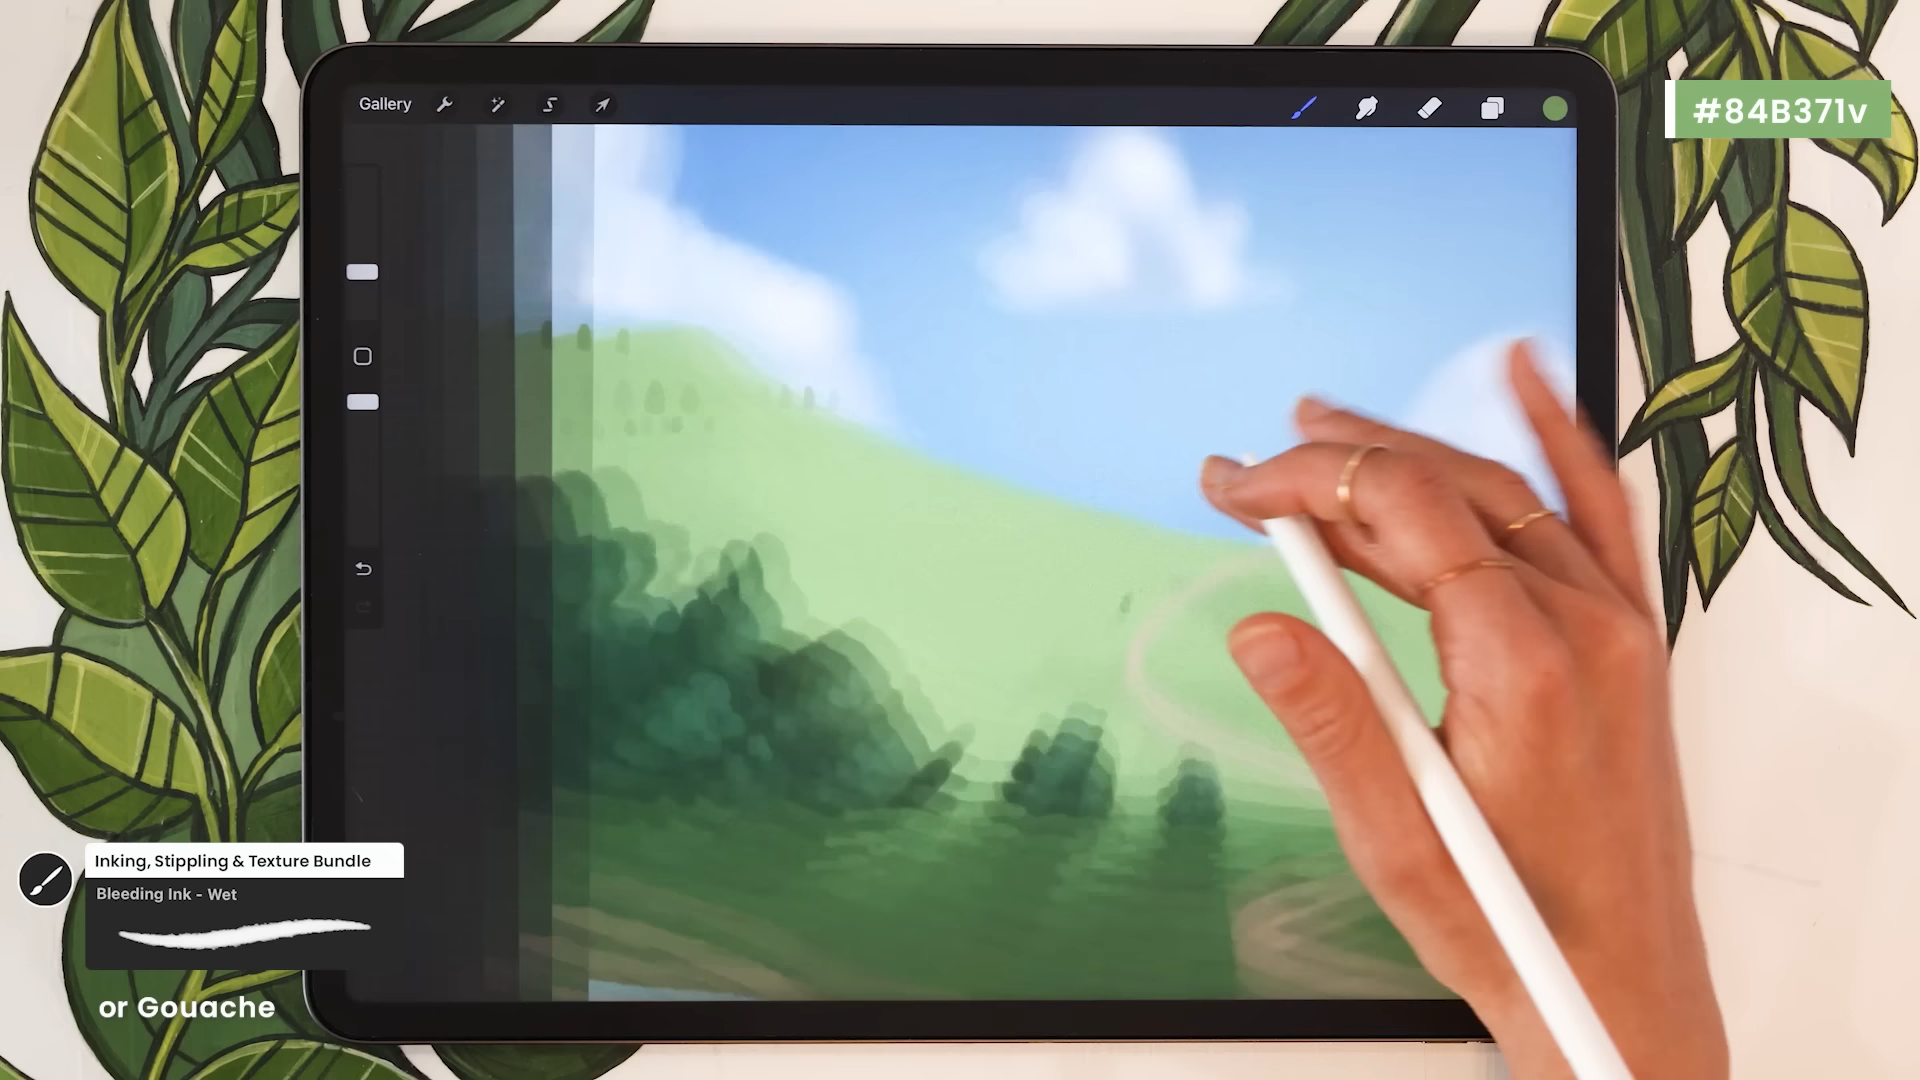 Gallery
#84B371v
Inking, Stippling & Texture Bundle
Bleeding Ink - Wet
or Gouache